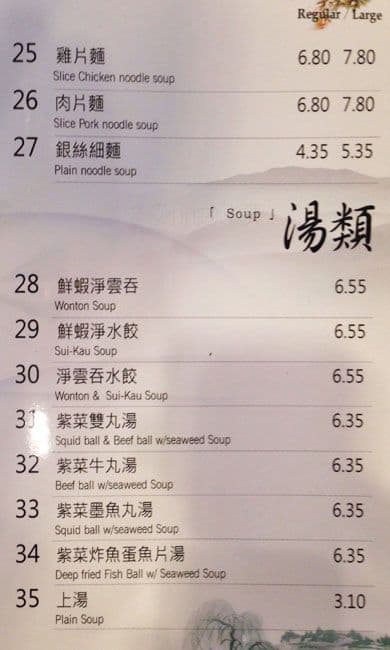 Regular / Large
25 雞片麵 6.80 7.80
Slice Chicken noodle soup
26 肉片麵 6.80 7.80
Slice Pork noodle soup
27 銀絲細麵 4.35 5.35
Plain noodle soup
「 Soup 」 湯類
28 鮮蝦淨雲吞 6.55
Wonton Soup
29 鮮蝦淨水餃 6.55
Sui-Kau Soup
30 淨雲吞水餃 6.55
Wonton & Sui-Kau Soup
31 紫菜雙丸湯 6.35
Squid ball & Beef ball w/seaweed Soup
32 紫菜牛丸湯 6.35
Beef ball w/seaweed Soup
33 紫菜墨魚丸湯 6.35
Squid ball w/seaweed Soup
34 紫菜炸魚蛋魚片湯 6.35
Deep fried Fish Ball w/ Seaweed Soup
35 上湯 3.10
Plain Soup